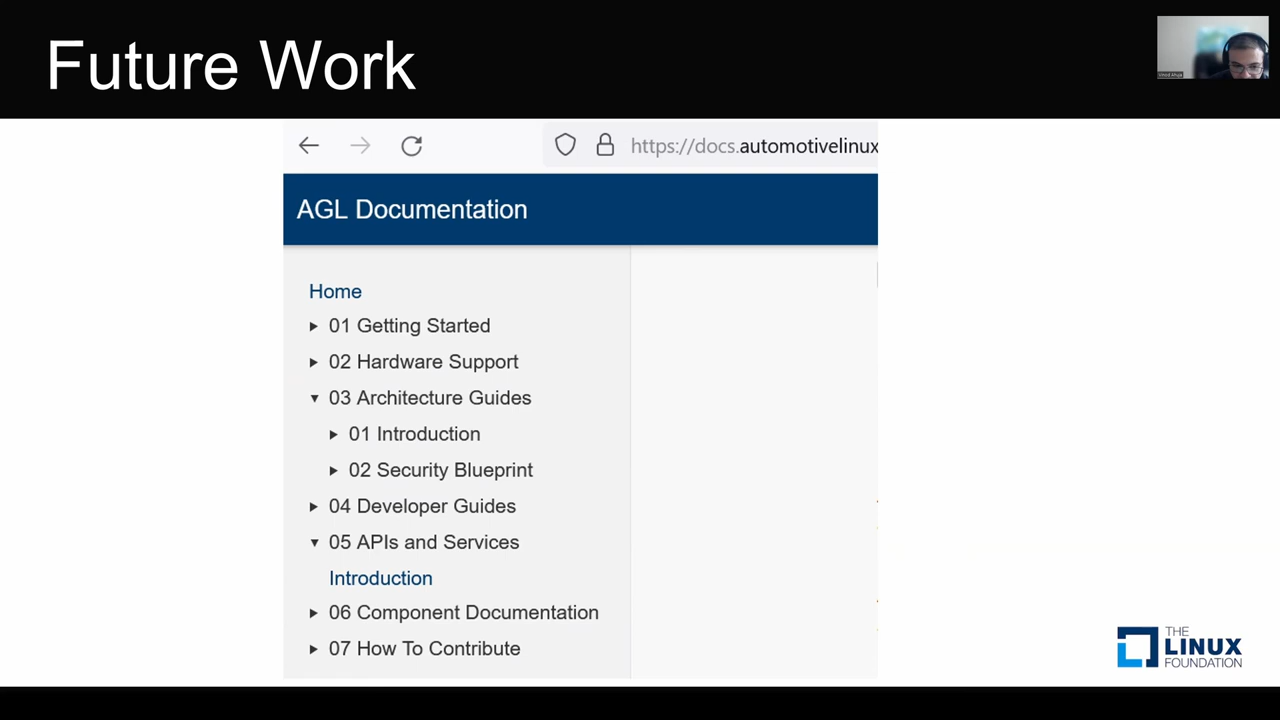 Future Work
https://docs.automotivelinux
AGL Documentation
Home
01 Getting Started
02 Hardware Support
03 Architecture Guides
01 Introduction
02 Security Blueprint
04 Developer Guides
05 APIs and Services
Introduction
06 Component Documentation
07 How To Contribute
THE
LINUX
FOUNDATION